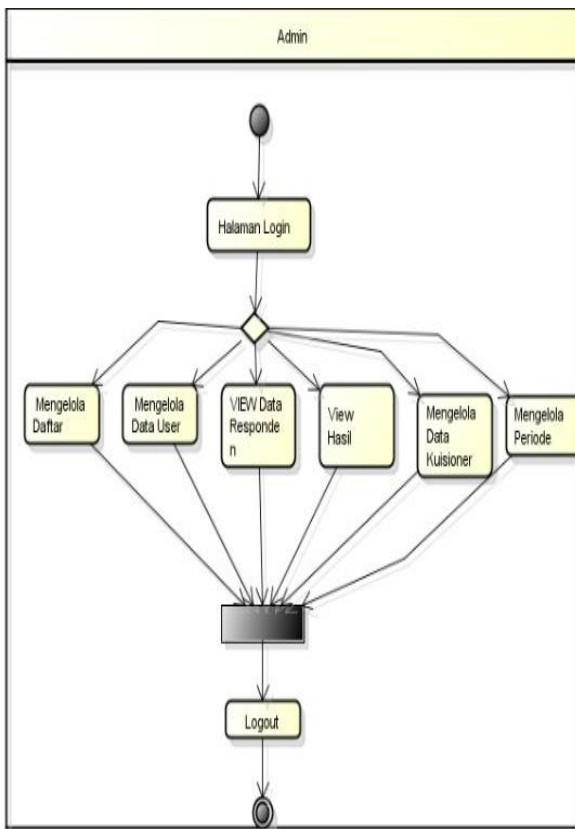 Admin
Halaman Login
Mengelola
Daftar
Mengelola
Data User
VIEW Data
Responde
n
View
Hasil
Mengelola
Data
Kuisioner
Mengelola
Periode
Logout